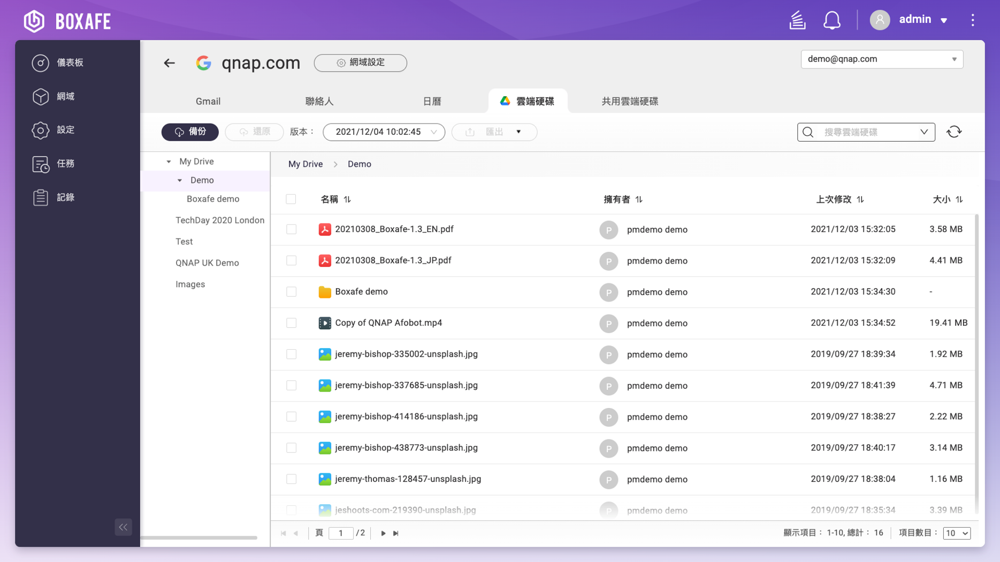 BOXAFE
admin
儀表板
網域
設定
任務
記錄
qnap.com
網域設定
demo@qnap.com
Gmail
聯絡人
日曆
雲端硬碟
共用雲端硬碟
備份
還原
版本：
2021/12/04 10:02:45
匯出
搜尋雲端硬碟
My Drive
Demo
Boxafe demo
TechDay 2020 London
Test
QNAP UK Demo
Images
My Drive > Demo
名稱 擁有者 上次修改 大小
20210308_Boxafe-1.3_EN.pdf P pmdemo demo 2021/12/03 15:32:05 3.58 MB
20210308_Boxafe-1.3_JP.pdf P pmdemo demo 2021/12/03 15:32:09 4.41 MB
Boxafe demo P pmdemo demo 2021/12/03 15:34:30 -
Copy of QNAP Afobot.mp4 P pmdemo demo 2021/12/03 15:34:52 19.41 MB
jeremy-bishop-335002-unsplash.jpg P pmdemo demo 2019/09/27 18:39:34 1.92 MB
jeremy-bishop-337685-unsplash.jpg P pmdemo demo 2019/09/27 18:41:39 4.71 MB
jeremy-bishop-414186-unsplash.jpg P pmdemo demo 2019/09/27 18:38:27 2.22 MB
jeremy-bishop-438773-unsplash.jpg P pmdemo demo 2019/09/27 18:40:17 3.14 MB
jeremy-thomas-128457-unsplash.jpg P pmdemo demo 2019/09/27 18:38:04 1.16 MB
jeshoots-com-219390-unsplash.jpg P pmdemo demo 2019/09/27 18:35:34 3.39 MB
頁 1 /2
顯示項目： 1-10, 總計： 16
項目數目： 10